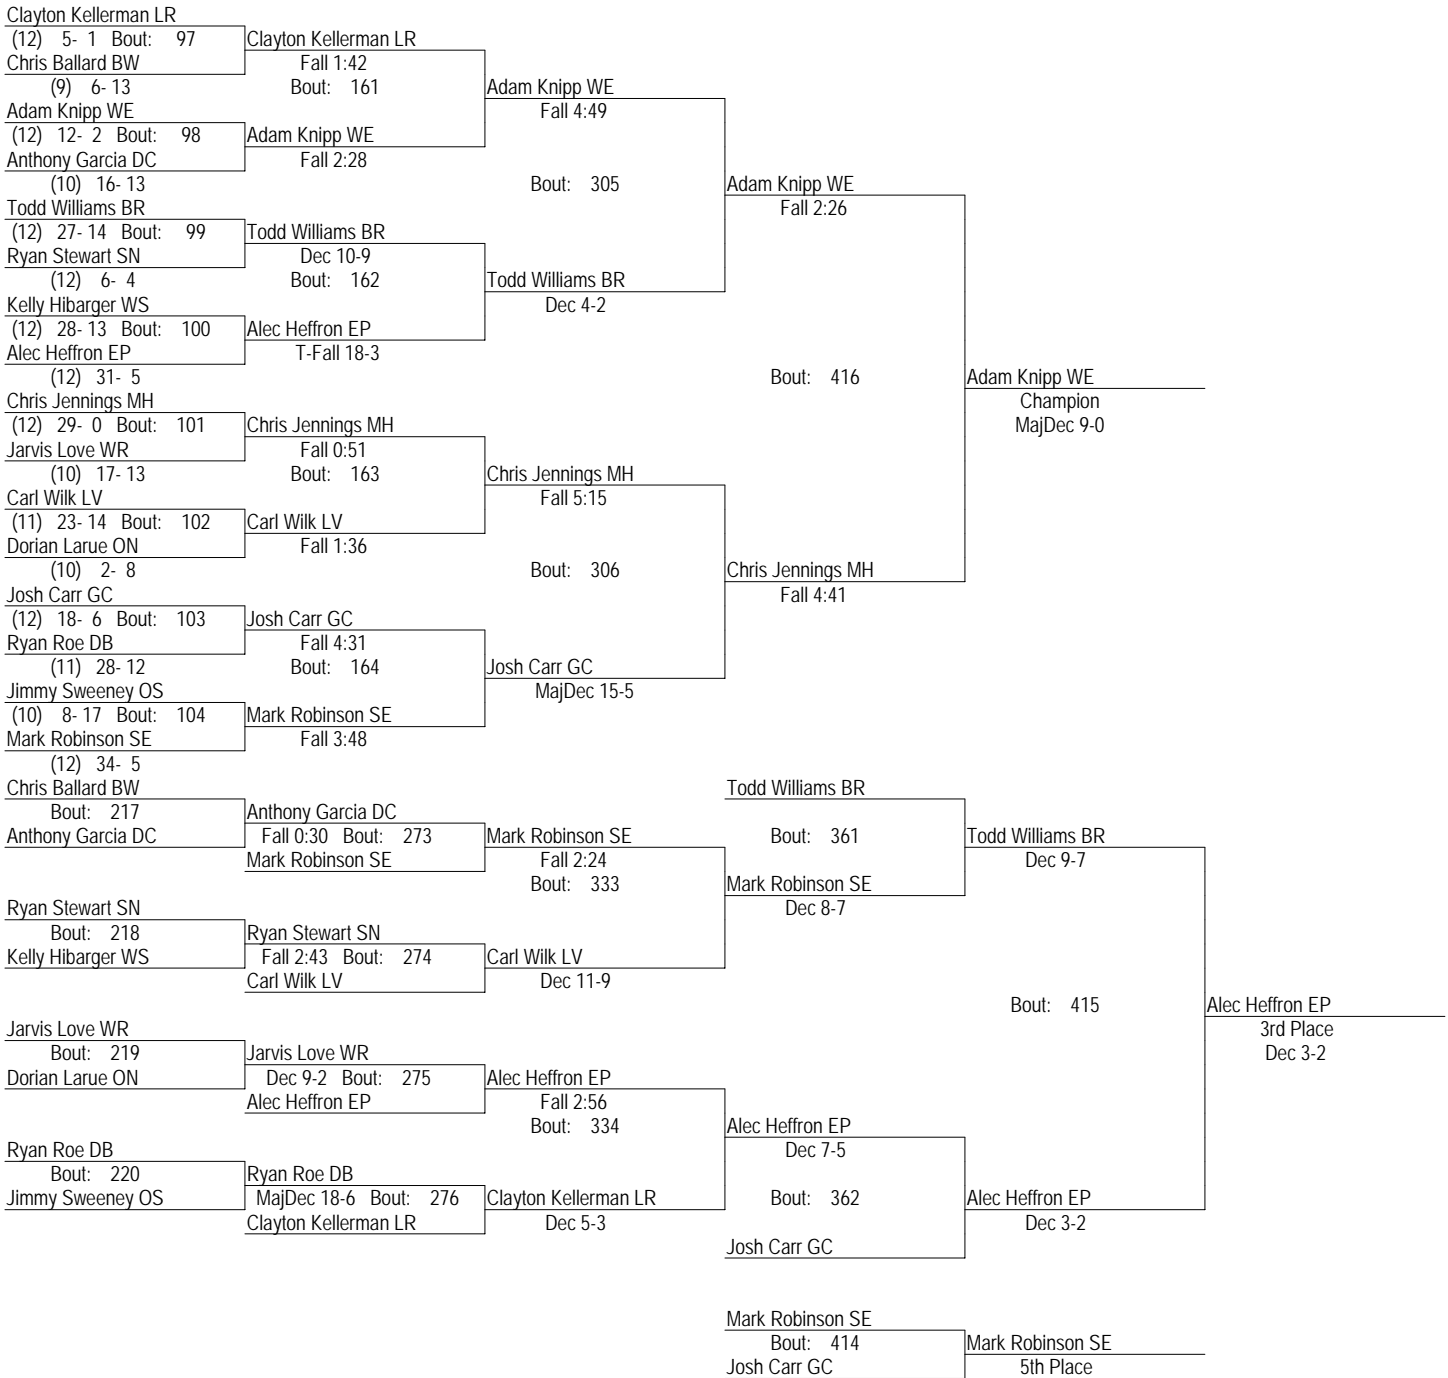 Clayton Kellerman LR
(12) 5- 1 Bout: 97
Clayton Kellerman LR
Chris Ballard BW
Fall 1:42
(9) 6- 13
Bout: 161
Adam Knipp WE
Adam Knipp WE
Fall 4:49
(12) 12- 2 Bout: 98
Adam Knipp WE
Anthony Garcia DC
Fall 2:28
(10) 16- 13
Bout: 305
Adam Knipp WE
Todd Williams BR
Fall 2:26
(12) 27- 14 Bout: 99
Todd Williams BR
Ryan Stewart SN
Dec 10-9
(12) 6- 4
Bout: 162
Todd Williams BR
Kelly Hibarger WS
Dec 4-2
(12) 28- 13 Bout: 100
Alec Heffron EP
Alec Heffron EP
T-Fall 18-3
(12) 31- 5
Bout: 416
Adam Knipp WE
Chris Jennings MH
Champion
(12) 29- 0 Bout: 101
Chris Jennings MH
MajDec 9-0
Jarvis Love WR
Fall 0:51
(10) 17- 13
Bout: 163
Chris Jennings MH
Carl Wilk LV
Fall 5:15
(11) 23- 14 Bout: 102
Carl Wilk LV
Dorian Larue ON
Fall 1:36
(10) 2- 8
Bout: 306
Chris Jennings MH
Josh Carr GC
Fall 4:41
(12) 18- 6 Bout: 103
Josh Carr GC
Ryan Roe DB
Fall 4:31
(11) 28- 12
Bout: 164
Josh Carr GC
Jimmy Sweeney OS
MajDec 15-5
(10) 8- 17 Bout: 104
Mark Robinson SE
Mark Robinson SE
Fall 3:48
(12) 34- 5
Chris Ballard BW
Todd Williams BR
Bout: 217
Anthony Garcia DC
Anthony Garcia DC
Fall 0:30 Bout: 273
Mark Robinson SE
Bout: 361
Todd Williams BR
Mark Robinson SE
Fall 2:24
Dec 9-7
Bout: 333
Mark Robinson SE
Ryan Stewart SN
Dec 8-7
Bout: 218
Ryan Stewart SN
Kelly Hibarger WS
Fall 2:43 Bout: 274
Carl Wilk LV
Carl Wilk LV
Dec 11-9
Bout: 415
Alec Heffron EP
Jarvis Love WR
3rd Place
Bout: 219
Jarvis Love WR
Dec 3-2
Dorian Larue ON
Dec 9-2 Bout: 275
Alec Heffron EP
Alec Heffron EP
Fall 2:56
Bout: 334
Alec Heffron EP
Ryan Roe DB
Dec 7-5
Bout: 220
Ryan Roe DB
Jimmy Sweeney OS
MajDec 18-6 Bout: 276
Clayton Kellerman LR
Bout: 362
Alec Heffron EP
Clayton Kellerman LR
Dec 5-3
Dec 3-2
Josh Carr GC
Mark Robinson SE
Bout: 414
Mark Robinson SE
Josh Carr GC
5th Place